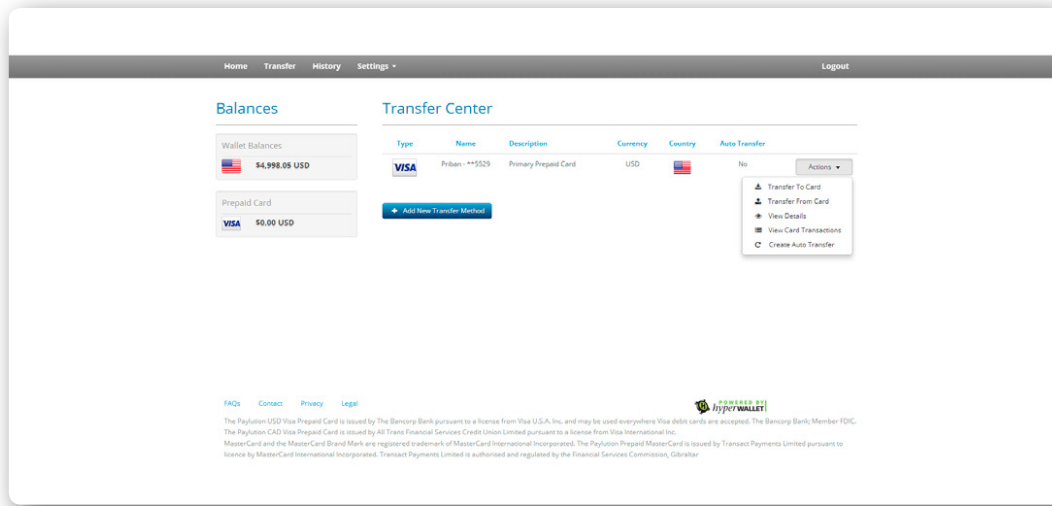 Home Transfer History Settings
Logout
Balances
Wallet Balances
$4,998.05 USD
Prepaid Card
VISA $0.00 USD
Transfer Center
Type Name Description Currency Country Auto Transfer
VISA Priban - **5529 Primary Prepaid Card USD No Actions
Transfer To Card
Transfer From Card
View Details
View Card Transactions
Create Auto Transfer
+ Add New Transfer Method
FAQs Contact Privacy Legal
POWERED BY
hyperWALLET
The Paylution USD Visa Prepaid Card is issued by The Bancorp Bank pursuant to a license from Visa U.S.A. Inc. and may be used everywhere Visa debit cards are accepted. The Bancorp Bank; Member FDIC.
The Paylution CAD Visa Prepaid Card is issued by All Trans Financial Services Credit Union Limited pursuant to a license from Visa International Inc.
MasterCard and the MasterCard Brand Mark are registered trademark of MasterCard International Incorporated. The Paylution Prepaid MasterCard is issued by Transact Payments Limited pursuant to
licence by MasterCard International Incorporated. Transact Payments Limited is authorised and regulated by the Financial Services Commission, Gibraltar